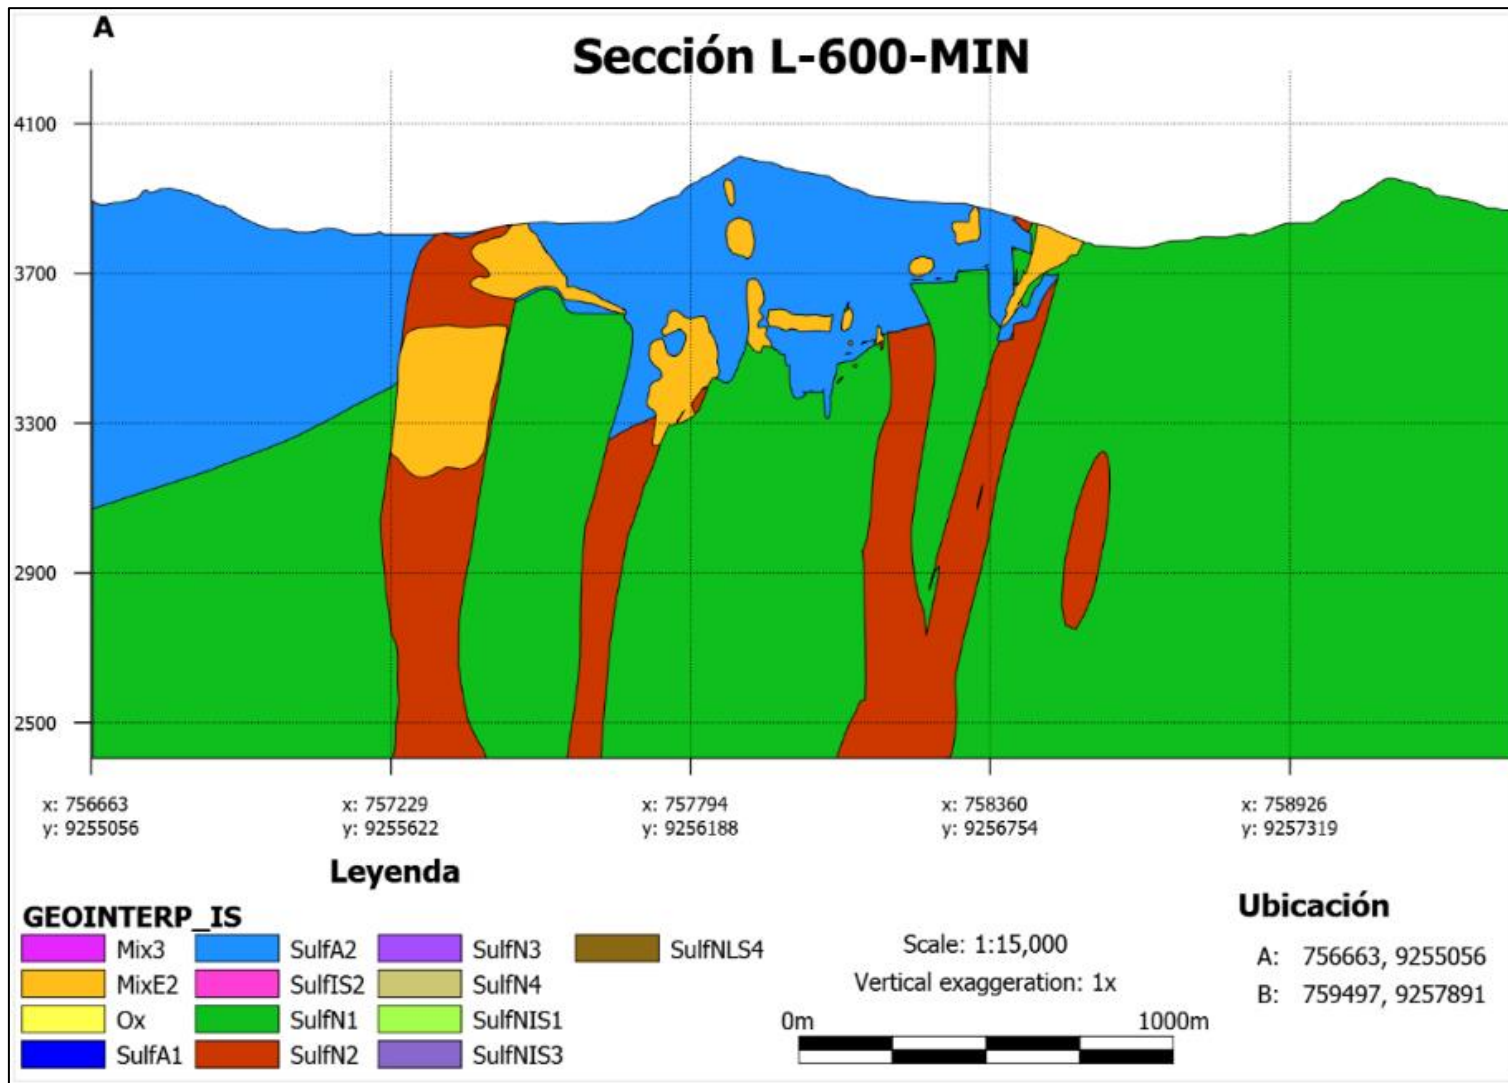 A
Sección L-600-MIN
4100
3700
3300
2900
2500
x: 756663
y: 9255056
x: 757229
y: 9255622
x: 757794
y: 9256188
x: 758360
y: 9256754
x: 758926
y: 9257319
Leyenda
GEOINTERP_IS
Mix3
MixE2
Ox
SulfA1
SulfA2
SulfIS2
SulfN1
SulfN2
SulfN3
SulfN4
SulfNIS1
SulfNIS3
SulfNLS4
Scale: 1:15,000
Vertical exaggeration: 1x
0m 1000m
Ubicación
A: 756663, 9255056
B: 759497, 9257891